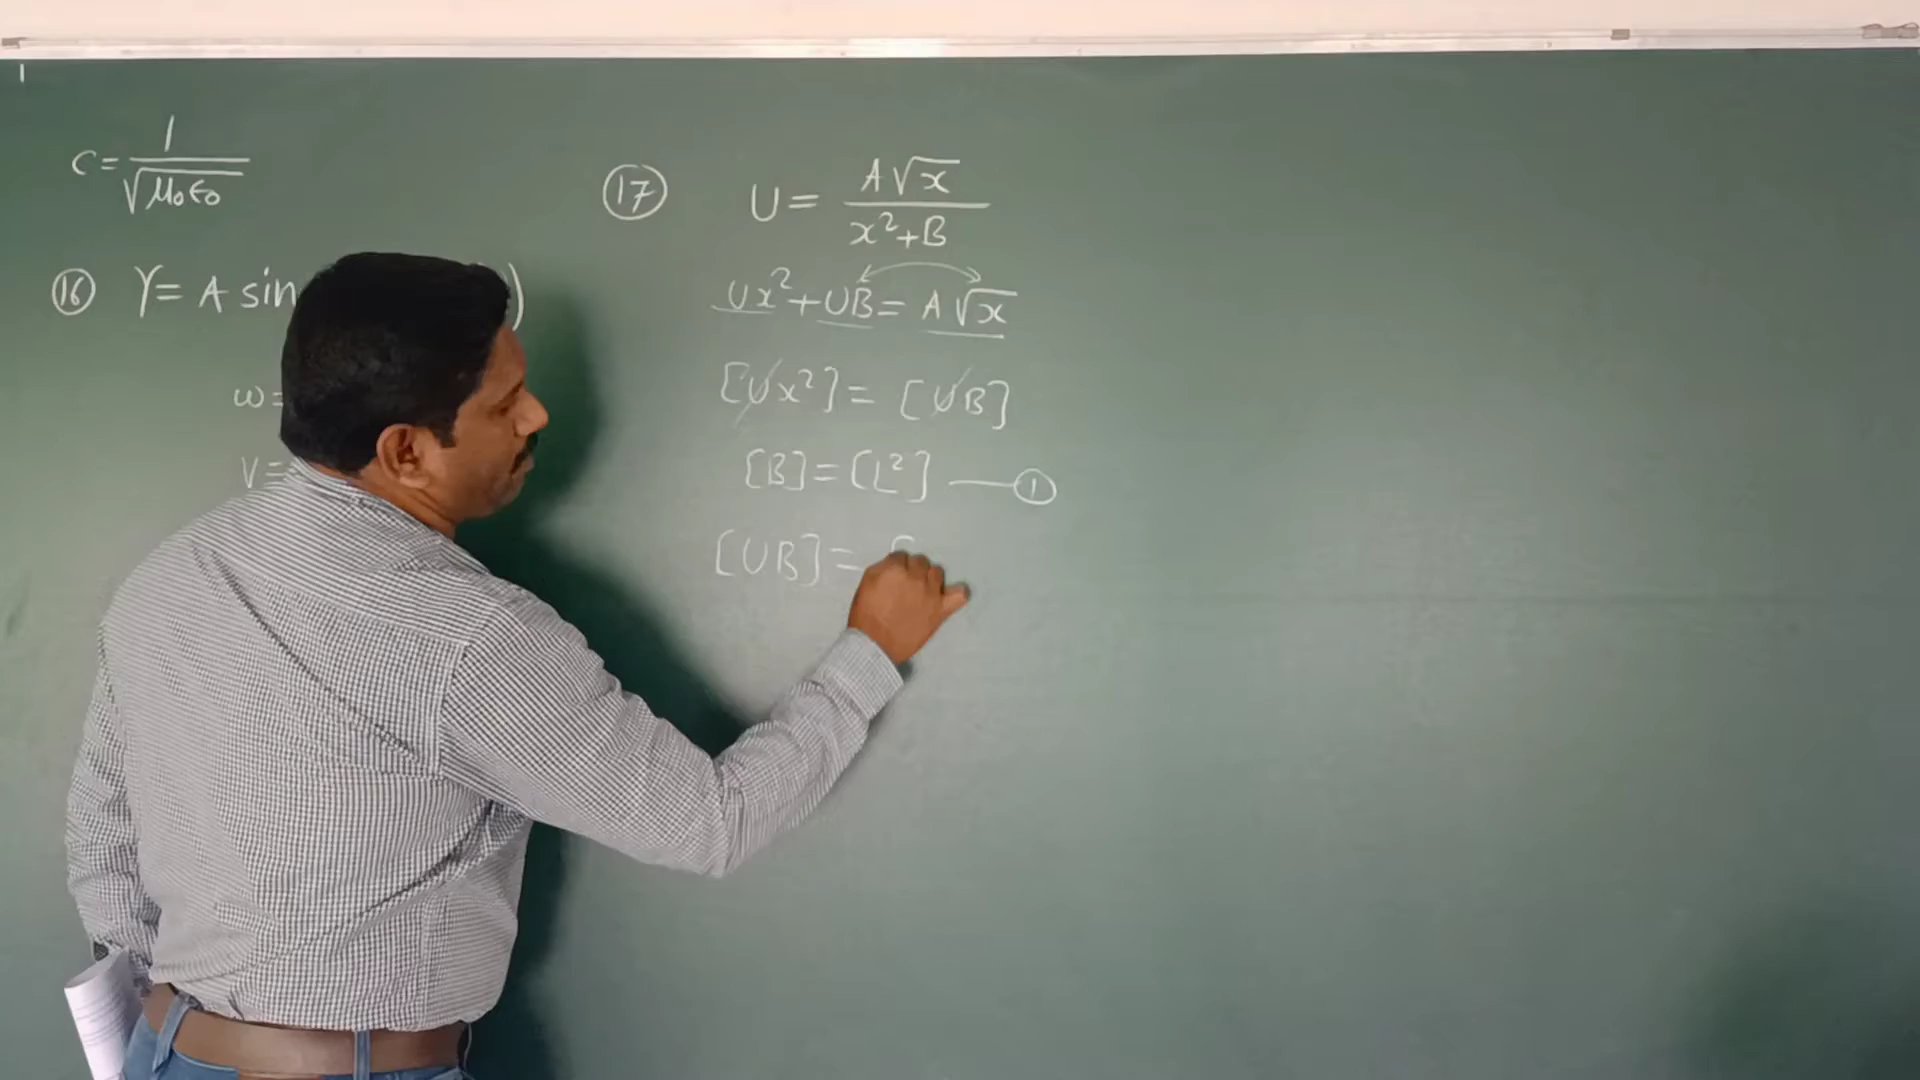 C = 1/√μ₀ε₀
⑯ Y = A sin )
ω =
V =
⑰ U = A√x / x² + B
Ux² + UB = A√x
[Ux²] = [UB]
[B] = [L²] — ①
[UB] = [